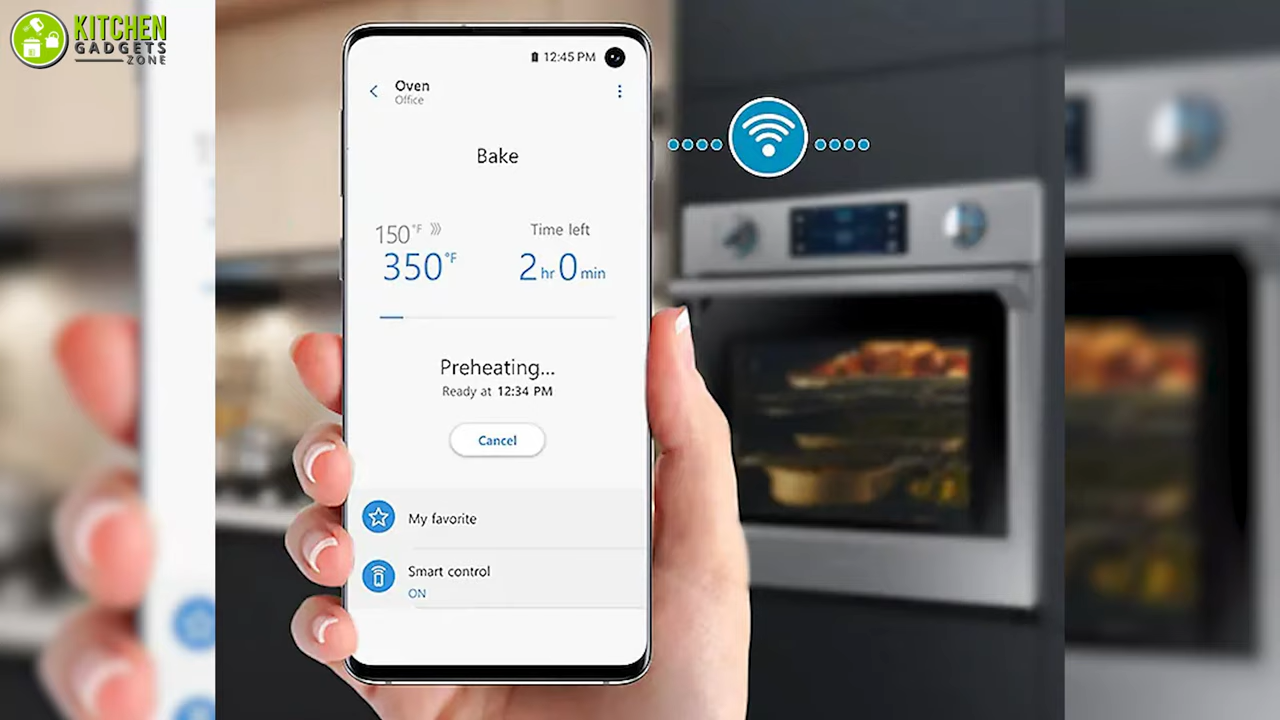 KITCHEN
GADGETS
ZONE
12:45 PM
Oven
Office
Bake
150°F
350°F
Time left
2 hr 0 min
Preheating...
Ready at 12:34 PM
Cancel
My favorite
Smart control
ON